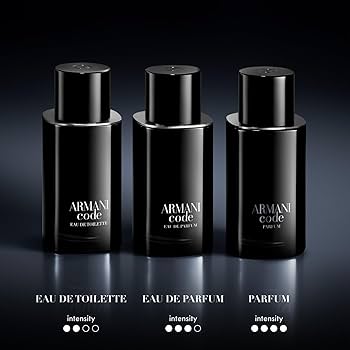 ARMANI
code
EAU DE TOILETTE
ARMANI
code
EAU DE PARFUM
ARMANI
code
PARFUM
EAU DE TOILETTE
EAU DE PARFUM
PARFUM
intensity
intensity
intensity